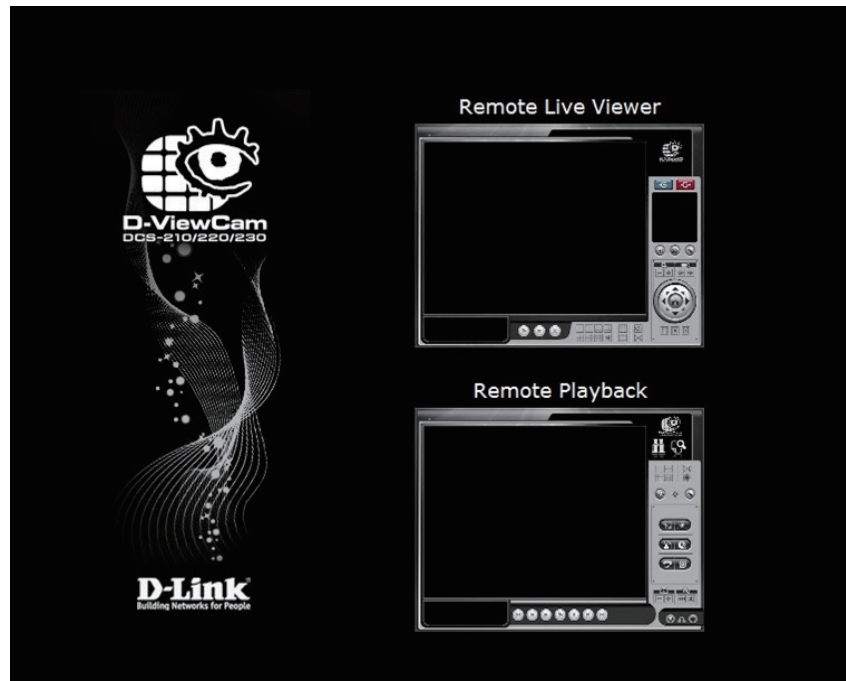 D-ViewCam
DCS-210/220/230
D-Link
Building Networks for People
Remote Live Viewer
Remote Playback